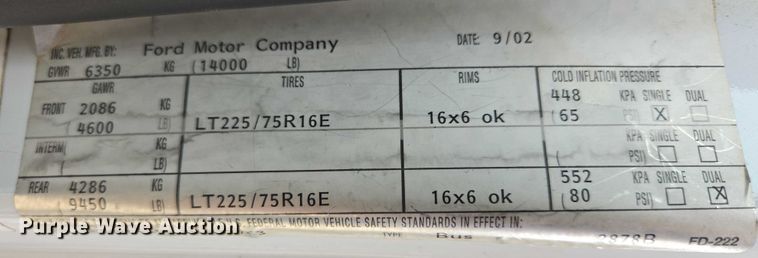 INC. VEH. MFG. BY: Ford Motor Company DATE: 9/02
GVWR 6350 KG (14000 LB)
GAWR TIRES RIMS COLD INFLATION PRESSURE
FRONT 2086 KG 448 KPA SINGLE DUAL
(4600 LB) LT225/75R16E 16x6 ok (65 PSI) X
INTERM KG KPA SINGLE DUAL
( LB) ( PSI)
REAR 4286 KG 552 KPA SINGLE DUAL
(9450 LB) LT225/75R16E 16x6 ok (80 PSI) X
FEDERAL MOTOR VEHICLE SAFETY STANDARDS IN EFFECT IN:
TYPE Bus 2878B FD-222
Purple Wave Auction